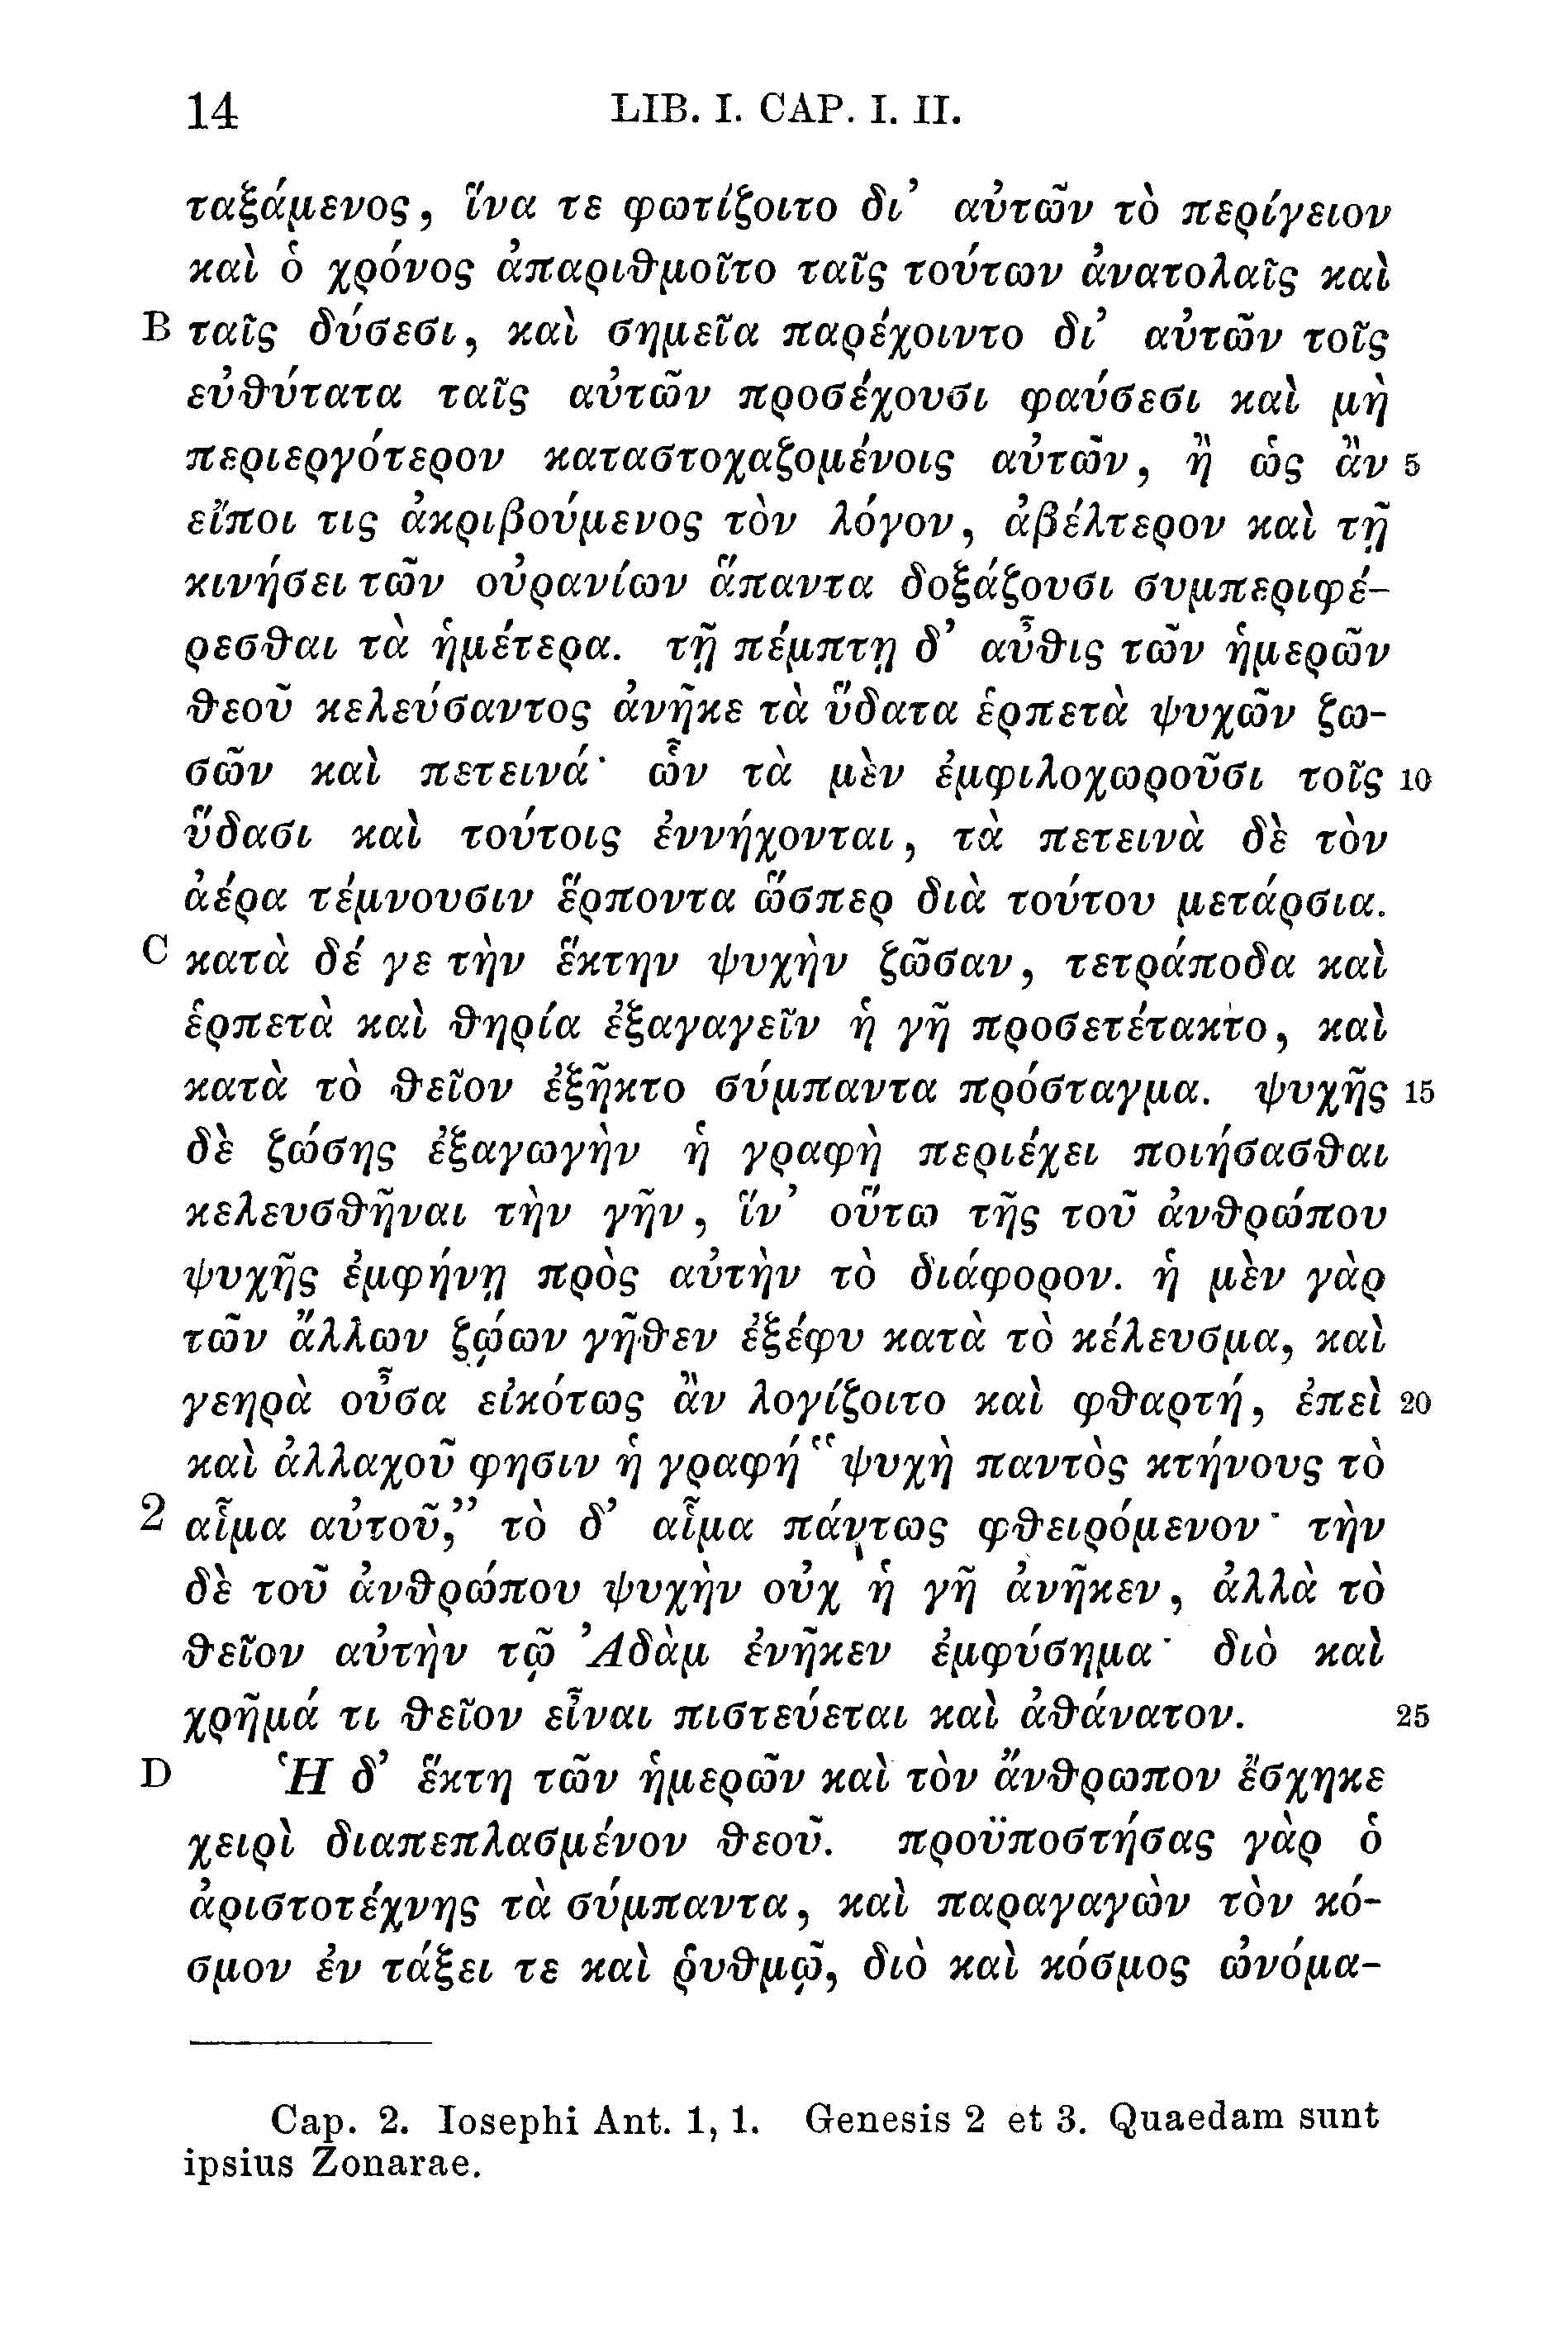 14 LIB. I. CAP. I. II.
ταξάμενος, ἵνα τε φωτίζοιτο δι’ αὐτῶν τὸ περίγειον
καὶ ὁ χρόνος ἀπαριϑμοῖτο ταῖς τούτων ἀνατολαῖς καὶ
B ταῖς δύσεσι, καὶ σημεῖα παρέχοιντο δι’ αὐτῶν τοῖς
εὐϑύτατα ταῖς αὐτῶν προσέχουσι φαύσεσι καὶ μὴ
περιεργότερον καταστοχαζομένοις αὐτῶν, ἢ ὡς ἂν 5
εἴποι τις ἀκριβούμενος τὸν λόγον, ἀβέλτερον καὶ τῇ
κινήσει τῶν οὐρανίων ἅπαντα δοξάζουσι συμπεριφέ-
ρεσϑαι τὰ ἡμέτερα. τῇ πέμπτῃ δ’ αὖϑις τῶν ἡμερῶν
ϑεοῦ κελεύσαντος ἀνῆκε τὰ ὕδατα ἑρπετὰ ψυχῶν ζω-
σῶν καὶ πετεινά· ὧν τὰ μὲν ἐμφιλοχωροῦσι τοῖς 10
ὕδασι καὶ τούτοις ἐννήχονται, τὰ πετεινὰ δὲ τὸν
ἀέρα τέμνουσιν ἕρποντα ὥσπερ διὰ τούτου μετάρσια.
C κατὰ δέ γε τὴν ἕκτην ψυχὴν ζῶσαν, τετράποδα καὶ
ἑρπετὰ καὶ ϑηρία ἐξαγαγεῖν ἡ γῆ προσετέτακτο, καὶ
κατὰ τὸ ϑεῖον ἐξῆκτο σύμπαντα πρόσταγμα. ψυχῆς 15
δὲ ζώσης ἐξαγωγὴν ἡ γραφὴ περιέχει ποιήσασϑαι
κελευσϑῆναι τὴν γῆν, ἵν’ οὕτω τῆς τοῦ ἀνϑρώπου
ψυχῆς ἐμφήνῃ πρὸς αὐτὴν τὸ διάφορον. ἡ μὲν γὰρ
τῶν ἄλλων ζῴων γῆϑεν ἐξέφυ κατὰ τὸ κέλευσμα, καὶ
γεηρὰ οὖσα εἰκότως ἂν λογίζοιτο καὶ φϑαρτή, ἐπεὶ 20
καὶ ἀλλαχοῦ φησιν ἡ γραφή “ψυχὴ παντὸς κτήνους τὸ
2 αἷμα αὐτοῦ,” τὸ δ’ αἷμα πάντως φϑειρόμενον· τὴν
δὲ τοῦ ἀνϑρώπου ψυχὴν οὐχ ἡ γῆ ἀνῆκεν, ἀλλὰ τὸ
ϑεῖον αὐτὴν τῷ Ἀδὰμ ἐνῆκεν ἐμφύσημα· διὸ καὶ
χρῆμά τι ϑεῖον εἶναι πιστεύεται καὶ ἀϑάνατον. 25
D Ἡ δ’ ἕκτη τῶν ἡμερῶν καὶ τὸν ἄνϑρωπον ἔσχηκε
χειρὶ διαπεπλασμένον ϑεοῦ. προϋποστήσας γὰρ ὁ
ἀριστοτέχνης τὰ σύμπαντα, καὶ παραγαγὼν τὸν κό-
σμον ἐν τάξει τε καὶ ῥυϑμῷ, διὸ καὶ κόσμος ὠνόμα-
Cap. 2. Iosephi Ant. 1, 1. Genesis 2 et 3. Quaedam sunt
ipsius Zonarae.